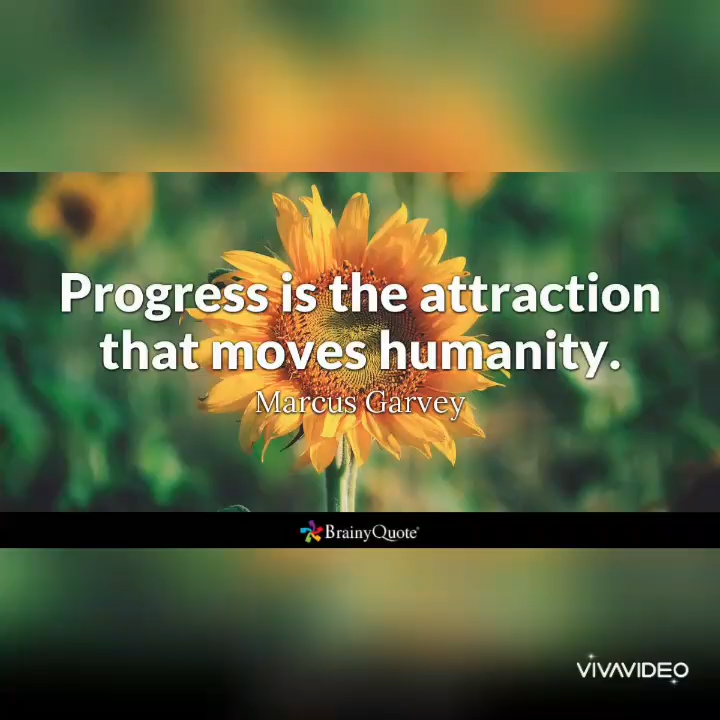 Progress is the attraction
that moves humanity.
Marcus Garvey
BrainyQuote®
VIVAVIDEO